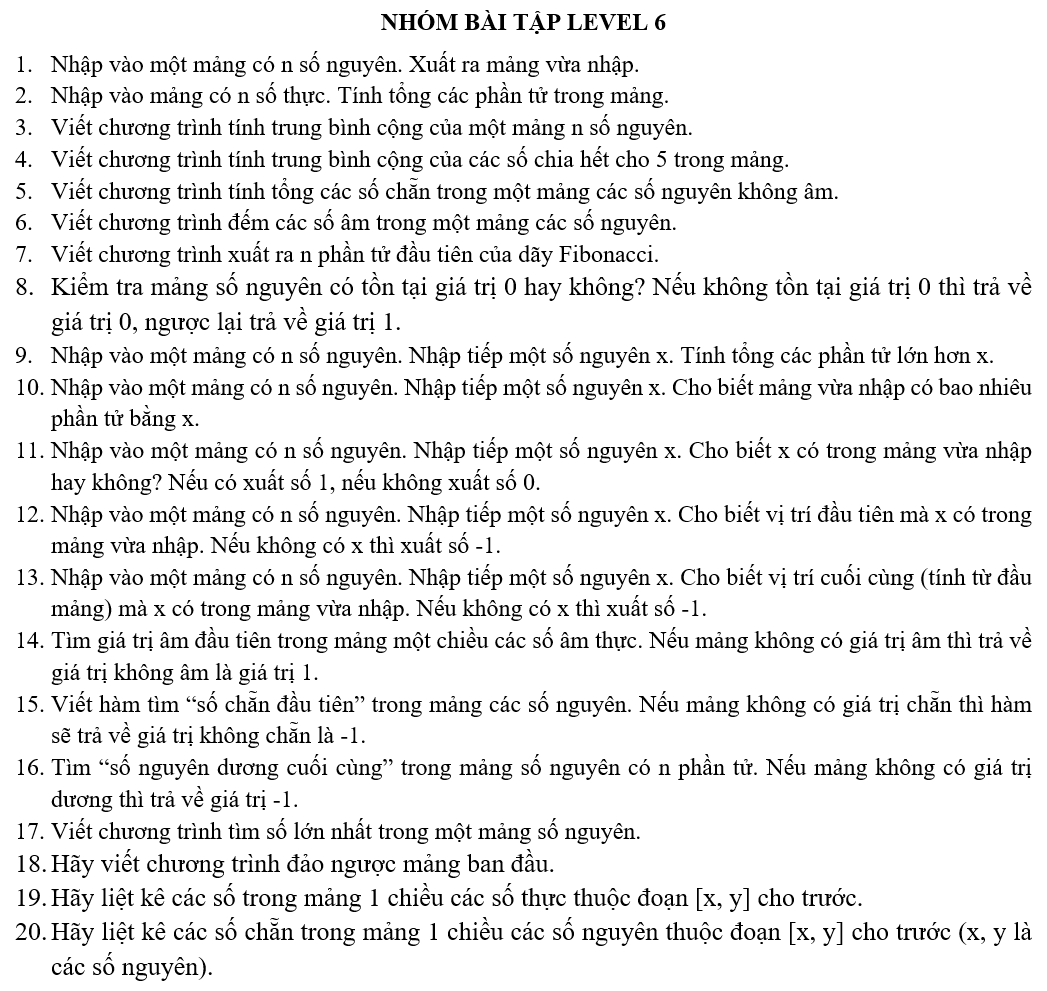 NHÓM BÀI TẬP LEVEL 6
1. Nhập vào một mảng có n số nguyên. Xuất ra mảng vừa nhập.
2. Nhập vào mảng có n số thực. Tính tổng các phần tử trong mảng.
3. Viết chương trình tính trung bình cộng của một mảng n số nguyên.
4. Viết chương trình tính trung bình cộng của các số chia hết cho 5 trong mảng.
5. Viết chương trình tính tổng các số chẵn trong một mảng các số nguyên không âm.
6. Viết chương trình đếm các số âm trong một mảng các số nguyên.
7. Viết chương trình xuất ra n phần tử đầu tiên của dãy Fibonacci.
8. Kiểm tra mảng số nguyên có tồn tại giá trị 0 hay không? Nếu không tồn tại giá trị 0 thì trả về
giá trị 0, ngược lại trả về giá trị 1.
9. Nhập vào một mảng có n số nguyên. Nhập tiếp một số nguyên x. Tính tổng các phần tử lớn hơn x.
10. Nhập vào một mảng có n số nguyên. Nhập tiếp một số nguyên x. Cho biết mảng vừa nhập có bao nhiêu
phần tử bằng x.
11. Nhập vào một mảng có n số nguyên. Nhập tiếp một số nguyên x. Cho biết x có trong mảng vừa nhập
hay không? Nếu có xuất số 1, nếu không xuất số 0.
12. Nhập vào một mảng có n số nguyên. Nhập tiếp một số nguyên x. Cho biết vị trí đầu tiên mà x có trong
mảng vừa nhập. Nếu không có x thì xuất số -1.
13. Nhập vào một mảng có n số nguyên. Nhập tiếp một số nguyên x. Cho biết vị trí cuối cùng (tính từ đầu
mảng) mà x có trong mảng vừa nhập. Nếu không có x thì xuất số -1.
14. Tìm giá trị âm đầu tiên trong mảng một chiều các số âm thực. Nếu mảng không có giá trị âm thì trả về
giá trị không âm là giá trị 1.
15. Viết hàm tìm “số chẵn đầu tiên” trong mảng các số nguyên. Nếu mảng không có giá trị chẵn thì hàm
sẽ trả về giá trị không chẵn là -1.
16. Tìm “số nguyên dương cuối cùng” trong mảng số nguyên có n phần tử. Nếu mảng không có giá trị
dương thì trả về giá trị -1.
17. Viết chương trình tìm số lớn nhất trong một mảng số nguyên.
18. Hãy viết chương trình đảo ngược mảng ban đầu.
19. Hãy liệt kê các số trong mảng 1 chiều các số thực thuộc đoạn [x, y] cho trước.
20. Hãy liệt kê các số chẵn trong mảng 1 chiều các số nguyên thuộc đoạn [x, y] cho trước (x, y là
các số nguyên).